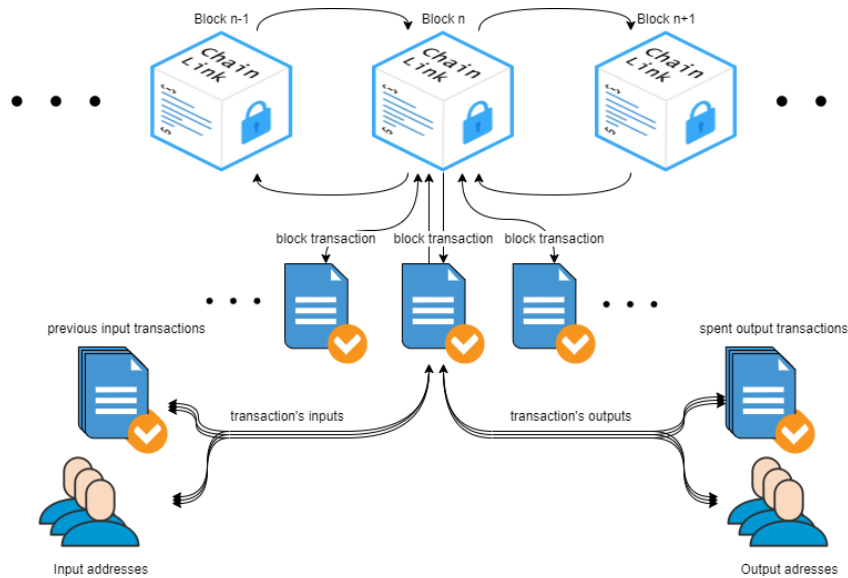 Block n-1
Block n
Block n+1
Chain
Link
Chain
Link
Chain
Link
<~>
</>
<~>
</>
<~>
</>
block transaction
block transaction
block transaction
previous input transactions
spent output transactions
transaction's inputs
transaction's outputs
Input addresses
Output adresses